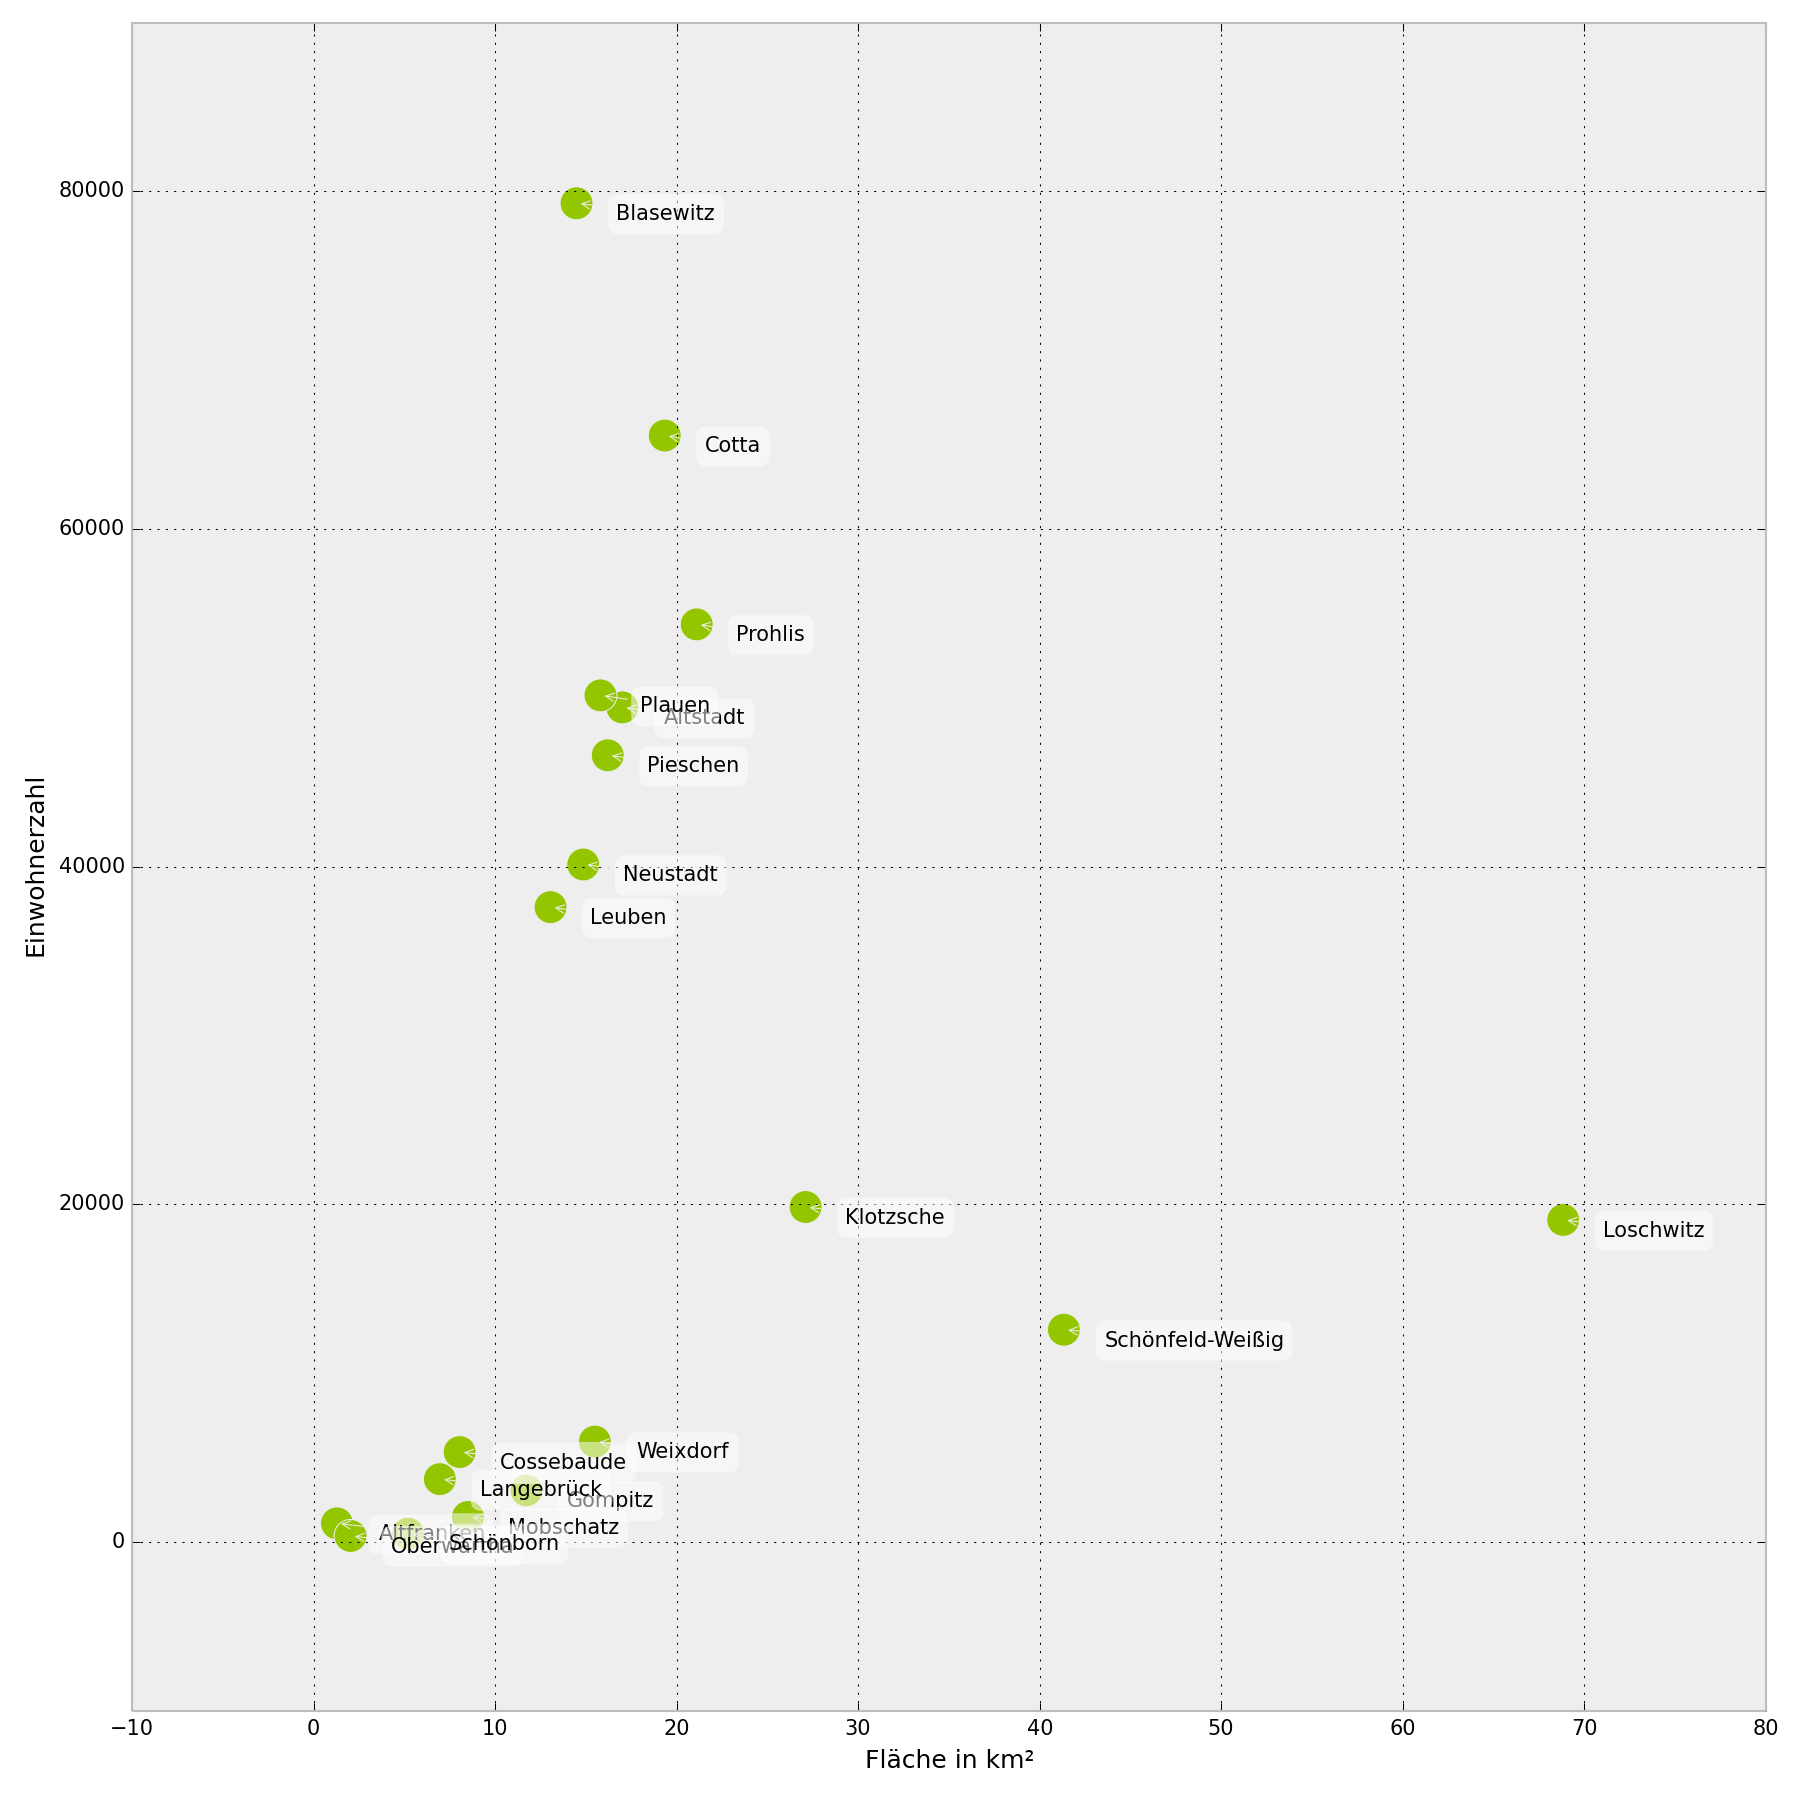 80000
Blasewitz
Cotta
60000
Prohlis
Plauen
Altstadt
Pieschen
40000
Neustadt
Leuben
Einwohnerzahl
20000
Klotzsche
Loschwitz
Schönfeld-Weißig
Weixdorf
Cossebaude
Langebrück
Gompitz
Mobschatz
Altfranken
0
Oberwartha
Schönborn
−10 0 10 20 30 40 50 60 70 80
Fläche in km²